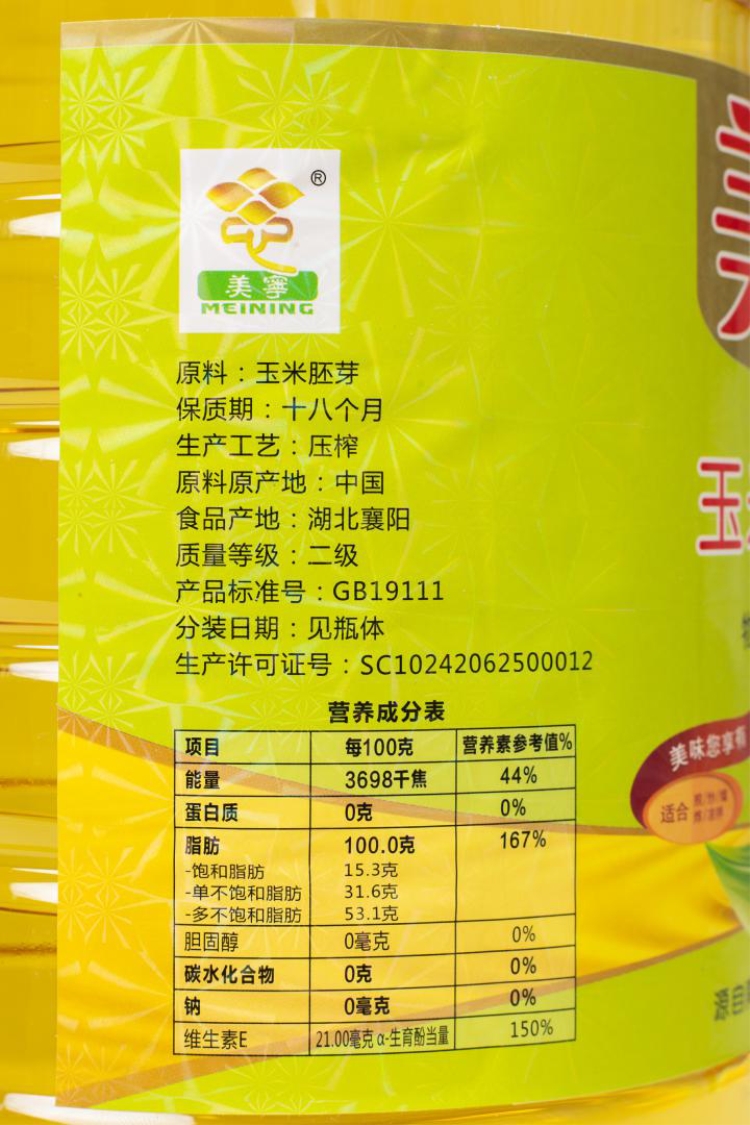 ®
美寧
MEINING
原料：玉米胚芽
保质期：十八个月
生产工艺：压榨
原料原产地：中国
食品产地：湖北襄阳
质量等级：二级
产品标准号：GB19111
分装日期：见瓶体
生产许可证号：SC10242062500012
营养成分表
项目 每100克 营养素参考值%
能量 3698千焦 44%
蛋白质 0克 0%
脂肪 100.0克 167%
-饱和脂肪 15.3克
-单不饱和脂肪 31.6克
-多不饱和脂肪 53.1克
胆固醇 0毫克 0%
碳水化合物 0克 0%
钠 0毫克 0%
维生素E 21.00毫克 α-生育酚当量 150%
玉
美味您享有
适合
源自